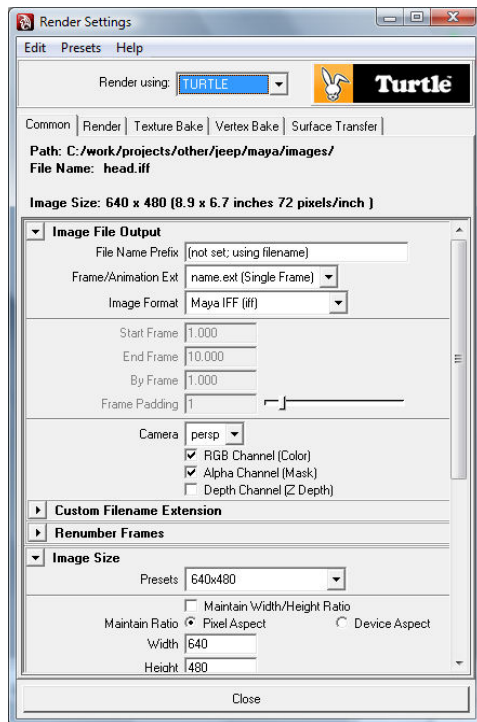 Render Settings
Edit Presets Help
Render using: TURTLE
Turtle
Common Render Texture Bake Vertex Bake Surface Transfer
Path: C:/work/projects/other/jeep/maya/images/
File Name: head.iff
Image Size: 640 x 480 (8.9 x 6.7 inches 72 pixels/inch )
Image File Output
File Name Prefix (not set; using filename)
Frame/Animation Ext name.ext (Single Frame)
Image Format Maya IFF (iff)
Start Frame 1.000
End Frame 10.000
By Frame 1.000
Frame Padding 1
Camera persp
RGB Channel (Color)
Alpha Channel (Mask)
Depth Channel (Z Depth)
Custom Filename Extension
Renumber Frames
Image Size
Presets 640x480
Maintain Width/Height Ratio
Maintain Ratio Pixel Aspect Device Aspect
Width 640
Height 480
Close